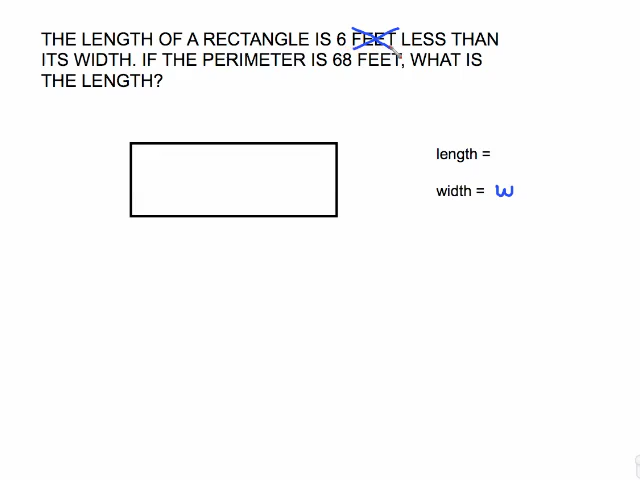 THE LENGTH OF A RECTANGLE IS 6 FEET LESS THAN
ITS WIDTH. IF THE PERIMETER IS 68 FEET, WHAT IS
THE LENGTH?
length =
width = w